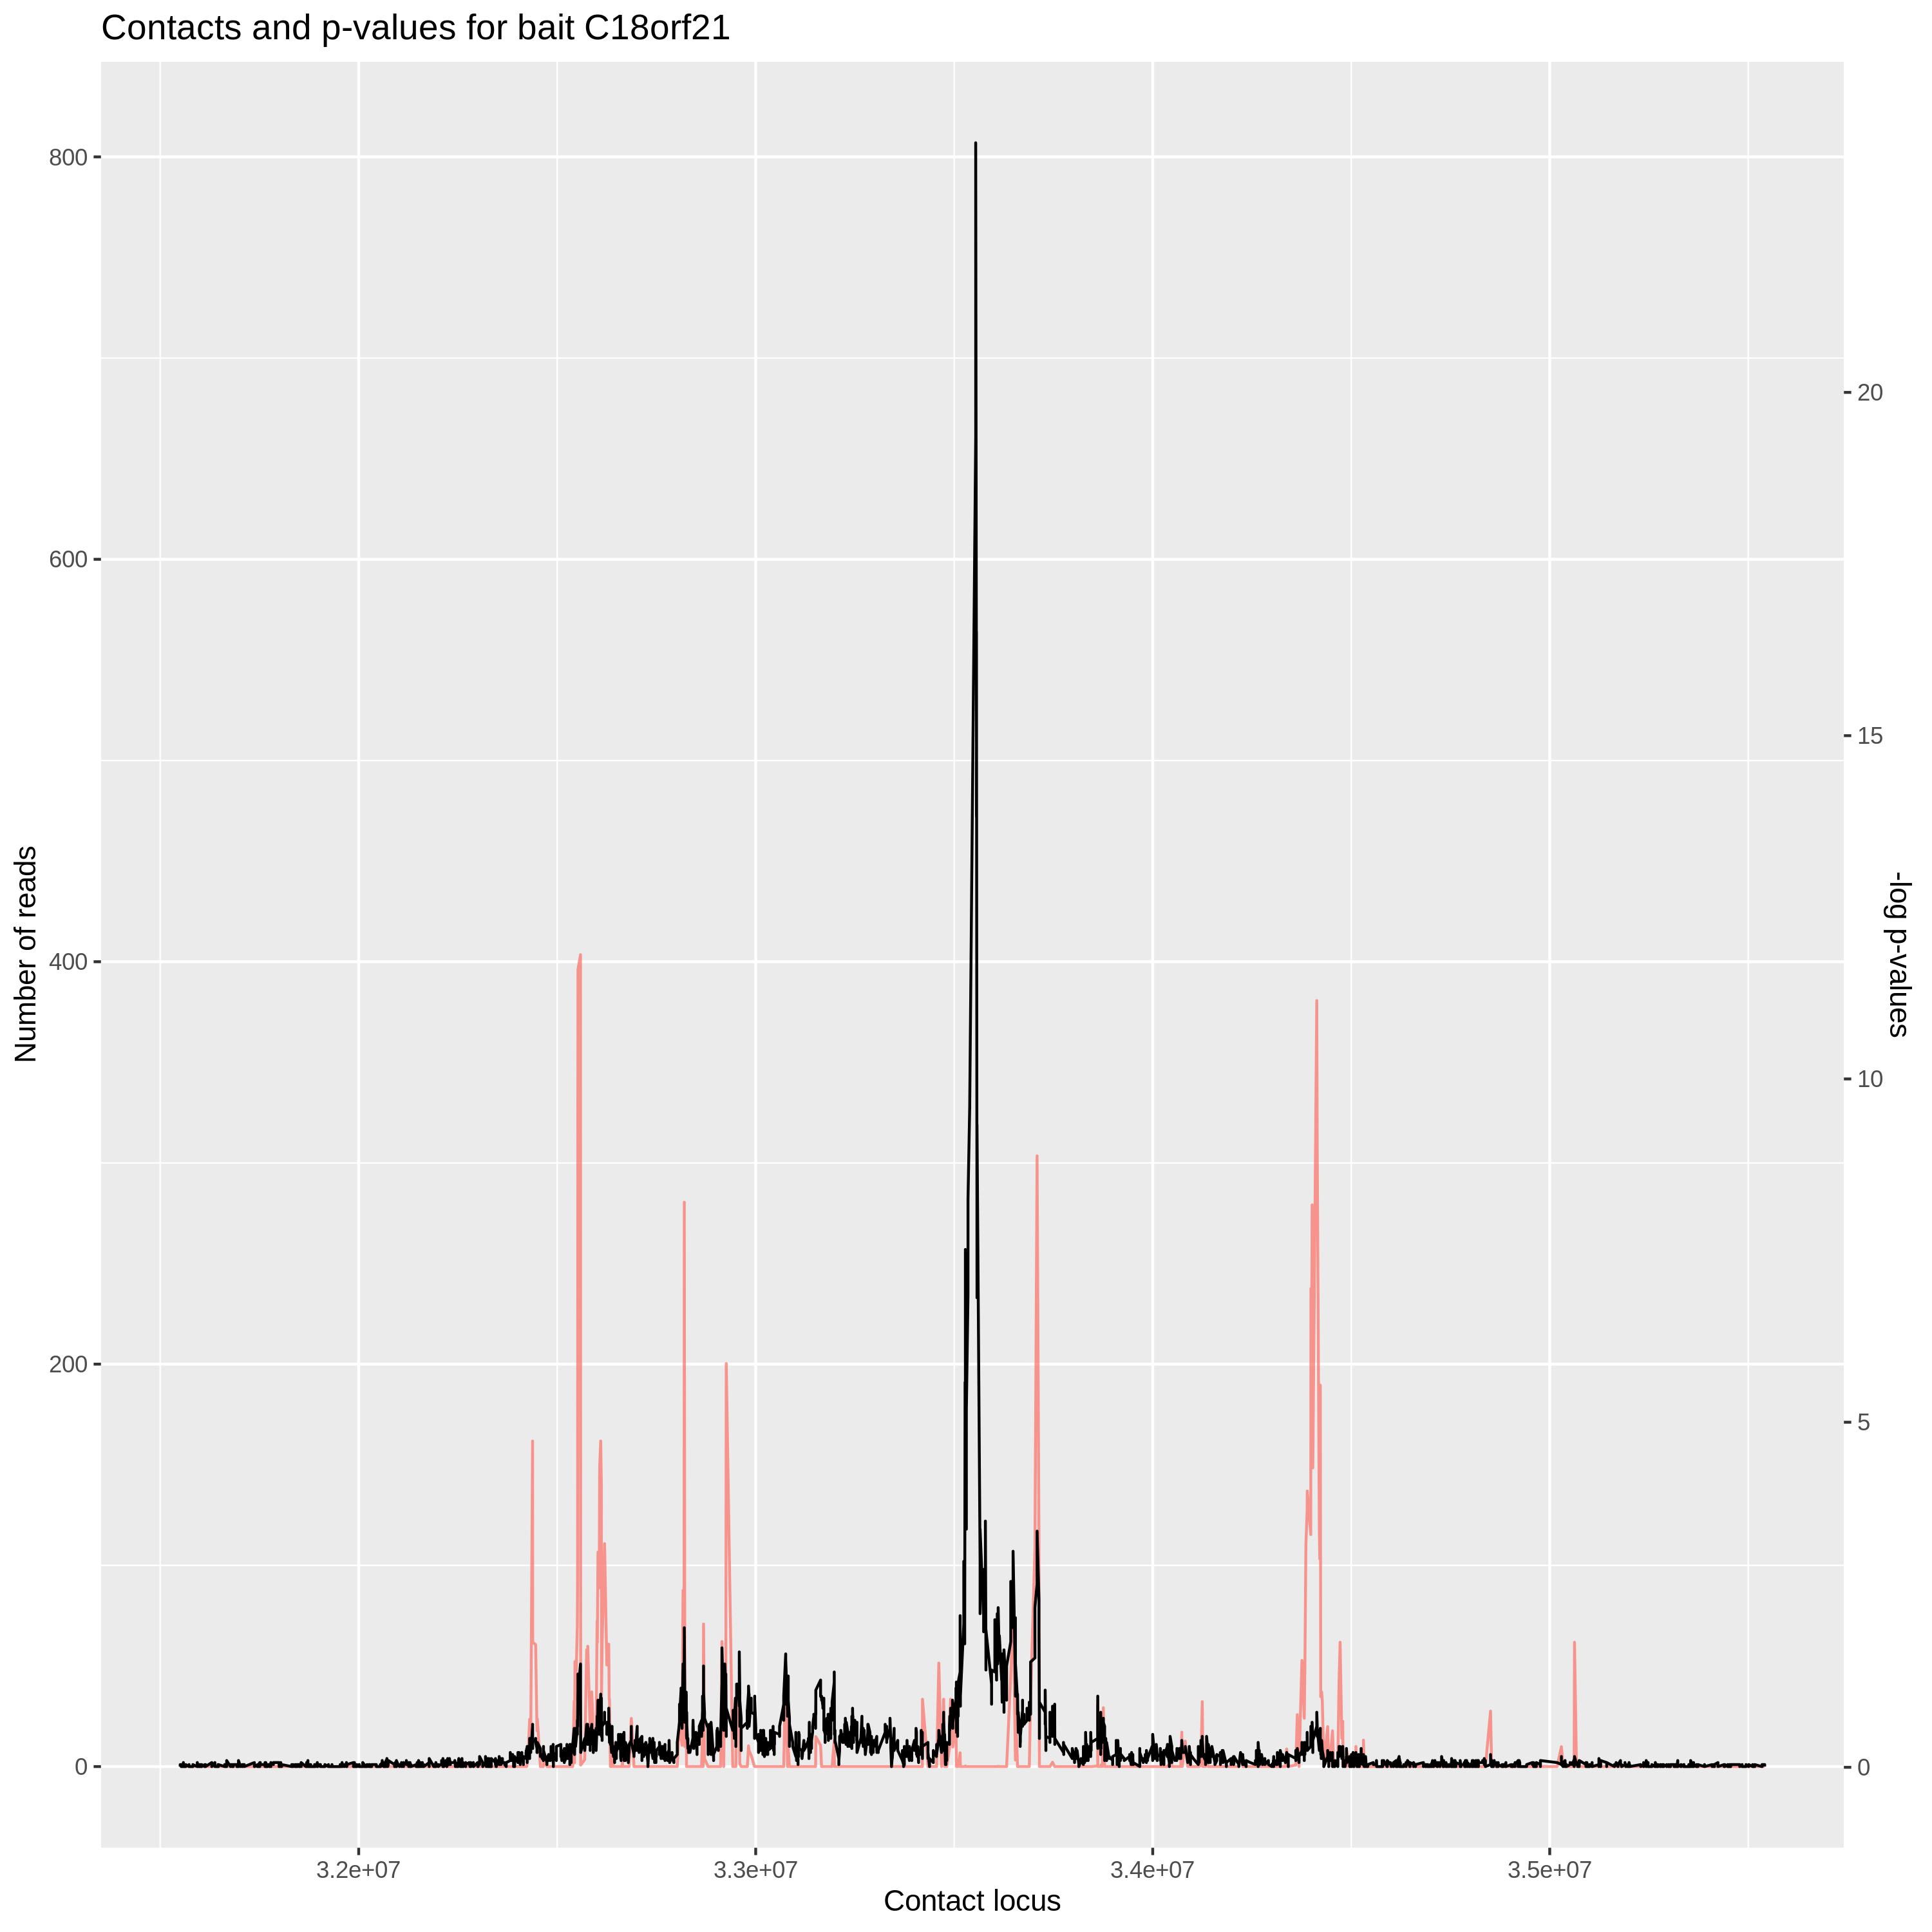 Contacts and p-values for bait C18orf21
800
600
400
200
0
Number of reads
20
15
10
5
0
-log p-values
3.2e+07
3.3e+07
3.4e+07
3.5e+07
Contact locus